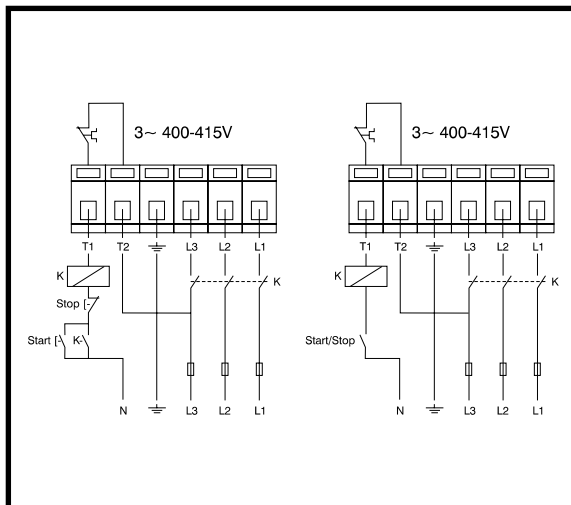 3~ 400-415V
T1 T2 L3 L2 L1
K
K
Stop
Start K
N L3 L2 L1
3~ 400-415V
T1 T2 L3 L2 L1
K
K
Start/Stop
N L3 L2 L1